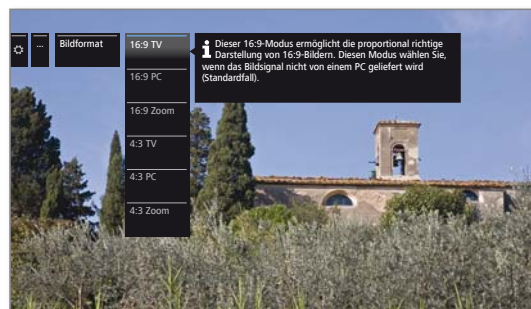 ...
Bildformat
16:9 TV
16:9 PC
16:9 Zoom
4:3 TV
4:3 PC
4:3 Zoom
Dieser 16:9-Modus ermöglicht die proportional richtige
Darstellung von 16:9-Bildern. Diesen Modus wählen Sie,
wenn das Bildsignal nicht von einem PC geliefert wird
(Standardfall).